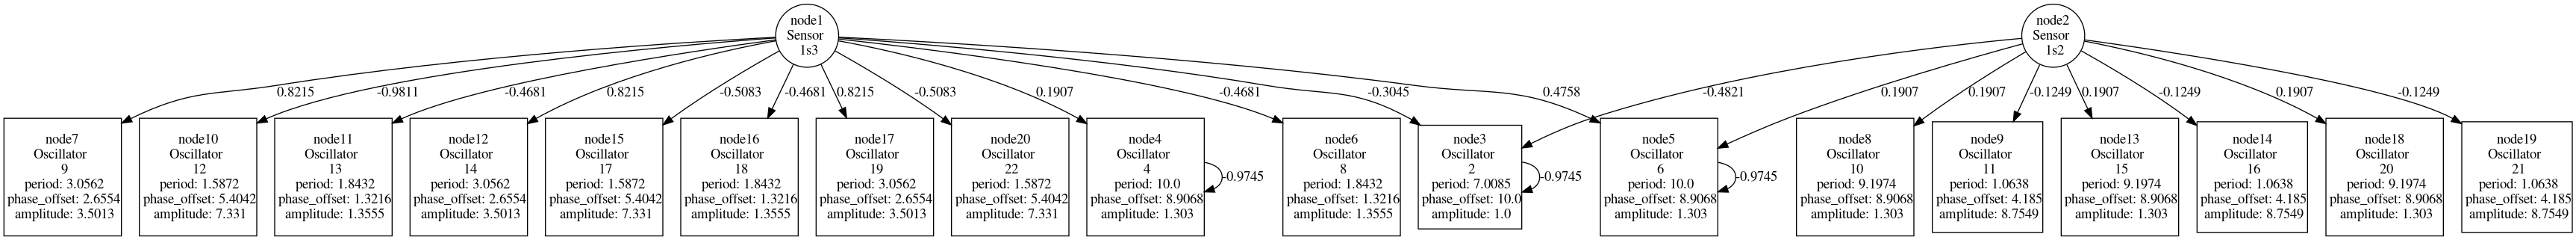 node1
Sensor
1s3
node2
Sensor
1s2
0.8215
-0.9811
-0.4681
0.8215
-0.5083
-0.4681
0.8215
-0.5083
0.1907
-0.4681
-0.3045
0.4758
-0.4821
0.1907
0.1907
-0.1249
0.1907
-0.1249
0.1907
-0.1249
node7
Oscillator
9
period: 3.0562
phase_offset: 2.6554
amplitude: 3.5013
node10
Oscillator
12
period: 1.5872
phase_offset: 5.4042
amplitude: 7.331
node11
Oscillator
13
period: 1.8432
phase_offset: 1.3216
amplitude: 1.3555
node12
Oscillator
14
period: 3.0562
phase_offset: 2.6554
amplitude: 3.5013
node15
Oscillator
17
period: 1.5872
phase_offset: 5.4042
amplitude: 7.331
node16
Oscillator
18
period: 1.8432
phase_offset: 1.3216
amplitude: 1.3555
node17
Oscillator
19
period: 3.0562
phase_offset: 2.6554
amplitude: 3.5013
node20
Oscillator
22
period: 1.5872
phase_offset: 5.4042
amplitude: 7.331
node4
Oscillator
4
period: 10.0
phase_offset: 8.9068
amplitude: 1.303
-0.9745
node6
Oscillator
8
period: 1.8432
phase_offset: 1.3216
amplitude: 1.3555
node3
Oscillator
2
period: 7.0085
phase_offset: 10.0
amplitude: 1.0
-0.9745
node5
Oscillator
6
period: 10.0
phase_offset: 8.9068
amplitude: 1.303
-0.9745
node8
Oscillator
10
period: 9.1974
phase_offset: 8.9068
amplitude: 1.303
node9
Oscillator
11
period: 1.0638
phase_offset: 4.185
amplitude: 8.7549
node13
Oscillator
15
period: 9.1974
phase_offset: 8.9068
amplitude: 1.303
node14
Oscillator
16
period: 1.0638
phase_offset: 4.185
amplitude: 8.7549
node18
Oscillator
20
period: 9.1974
phase_offset: 8.9068
amplitude: 1.303
node19
Oscillator
21
period: 1.0638
phase_offset: 4.185
amplitude: 8.7549